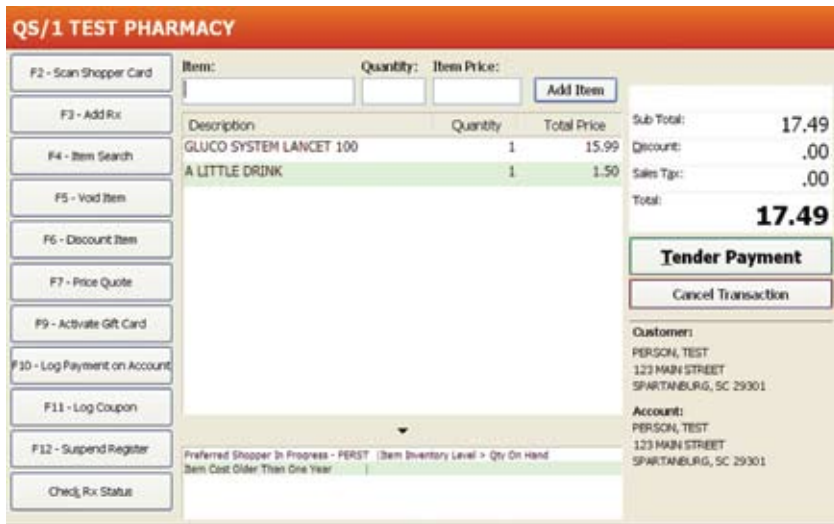 QS/1 TEST PHARMACY
F2 - Scan Shopper Card
F3 - Add Rx
F4 - Item Search
F5 - Void Item
F6 - Discount Item
F7 - Price Quote
F9 - Activate Gift Card
F10 - Log Payment on Account
F11 - Log Coupon
F12 - Suspend Register
Check Rx Status
Item: Quantity: Item Price:
Add Item
Description Quantity Total Price
GLUCO SYSTEM LANCET 100 1 15.99
A LITTLE DRINK 1 1.50
Preferred Shopper In Progress - PERST |Item Inventory Level > Qty On Hand
Item Cost Older Than One Year |
Sub Total: 17.49
Discount: .00
Sales Tax: .00
Total: 17.49
Tender Payment
Cancel Transaction
Customer:
PERSON, TEST
123 MAIN STREET
SPARTANBURG, SC 29301
Account:
PERSON, TEST
123 MAIN STREET
SPARTANBURG, SC 29301